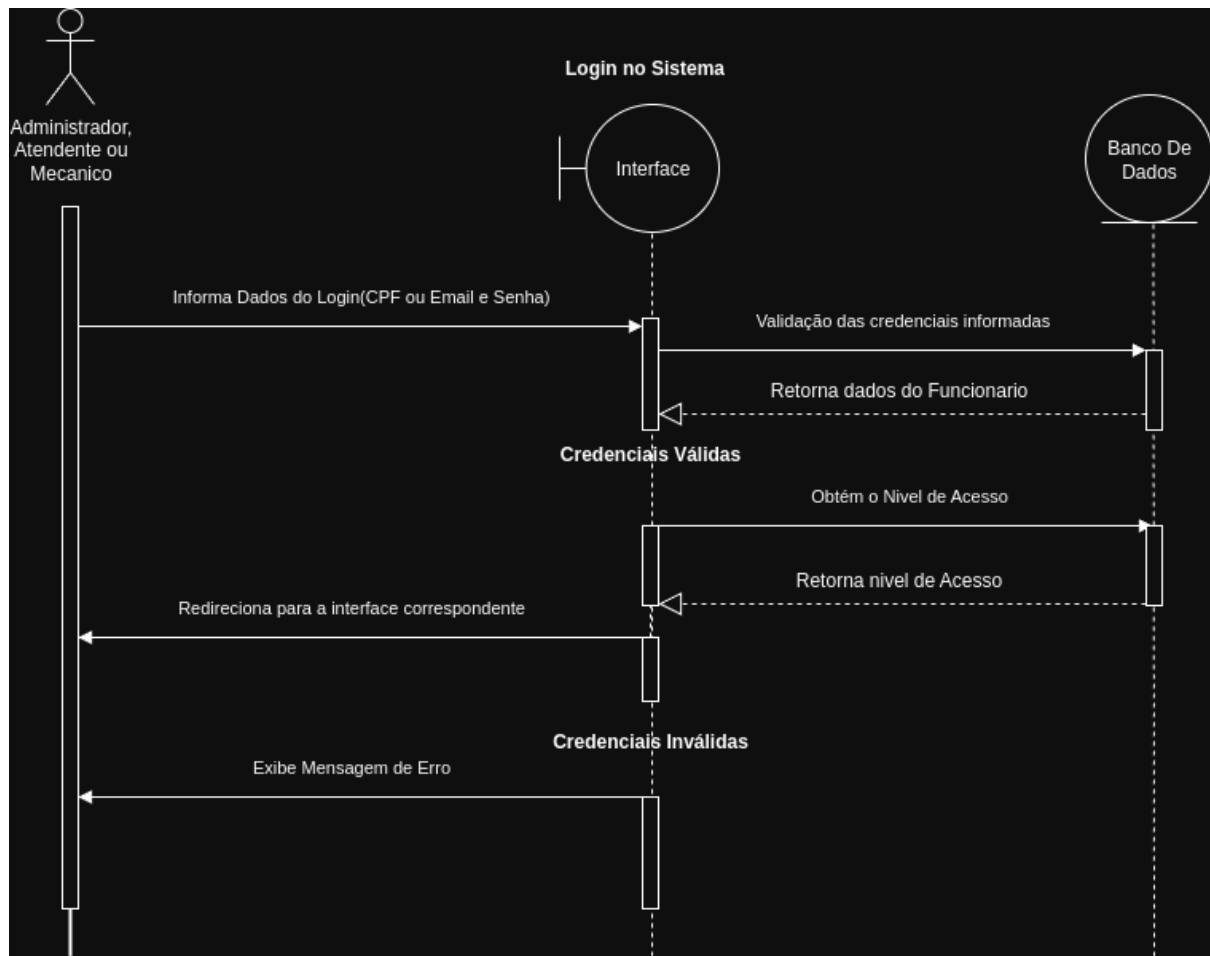 Login no Sistema
Administrador,
Atendente ou
Mecanico
Interface
Banco De
Dados
Informa Dados do Login(CPF ou Email e Senha)
Validação das credenciais informadas
Retorna dados do Funcionario
Credenciais Válidas
Obtém o Nivel de Acesso
Retorna nivel de Acesso
Redireciona para a interface correspondente
Credenciais Inválidas
Exibe Mensagem de Erro